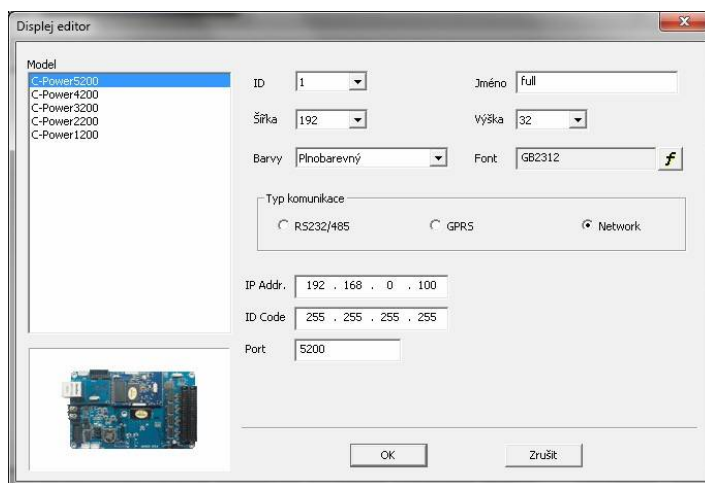 Displej editor
Model
C-Power5200
C-Power4200
C-Power3200
C-Power2200
C-Power1200
ID 1 Jméno full
Šířka 192 Výška 32
Barvy Plnobarevný Font GB2312 f
Typ komunikace
RS232/485 GPRS Network
IP Addr. 192 . 168 . 0 . 100
ID Code 255 . 255 . 255 . 255
Port 5200
OK Zrušit